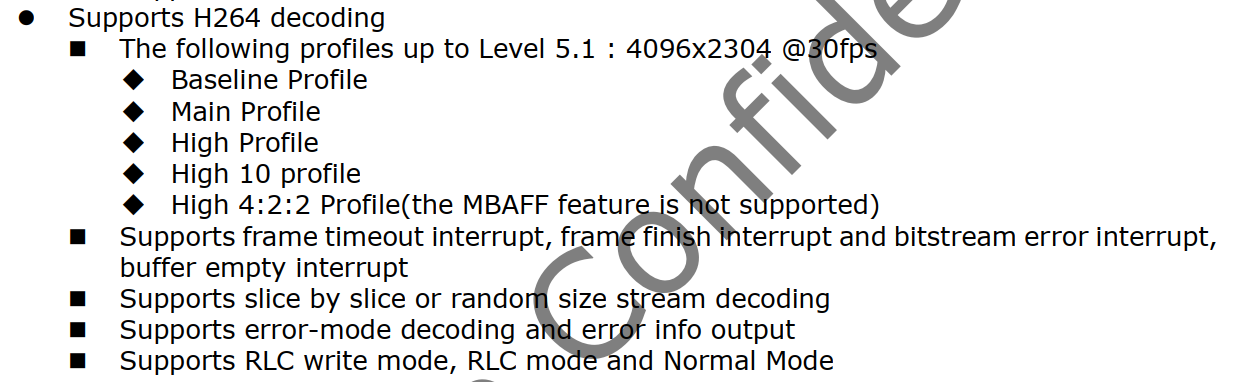 ● Supports H264 decoding
■ The following profiles up to Level 5.1 : 4096x2304 @30fps
◆ Baseline Profile
◆ Main Profile
◆ High Profile
◆ High 10 profile
◆ High 4:2:2 Profile(the MBAFF feature is not supported)
■ Supports frame timeout interrupt, frame finish interrupt and bitstream error interrupt,
buffer empty interrupt
■ Supports slice by slice or random size stream decoding
■ Supports error-mode decoding and error info output
■ Supports RLC write mode, RLC mode and Normal Mode
Confide